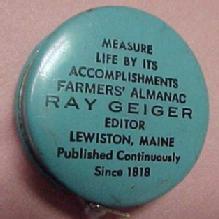 MEASURE
LIFE BY ITS
ACCOMPLISHMENTS
FARMERS' ALMANAC
RAY GEIGER
EDITOR
LEWISTON, MAINE
Published Continuously
Since 1818